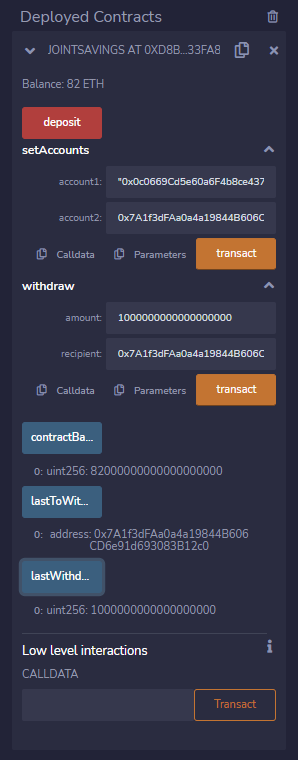 Deployed Contracts
JOINTSAVINGS AT 0XD8B...33FA8
Balance: 82 ETH
deposit
setAccounts
account1: "0x0c0669Cd5e60a6F4b8ce437
account2: 0x7A1f3dFAa0a4a19844B606C
Calldata Parameters transact
withdraw
amount: 1000000000000000000
recipient: 0x7A1f3dFAa0a4a19844B606C
Calldata Parameters transact
contractBa...
0: uint256: 82000000000000000000
lastToWit...
0: address: 0x7A1f3dFAa0a4a19844B606
CD6e91d693083B12c0
lastWithd...
0: uint256: 1000000000000000000
Low level interactions
CALLDATA
Transact